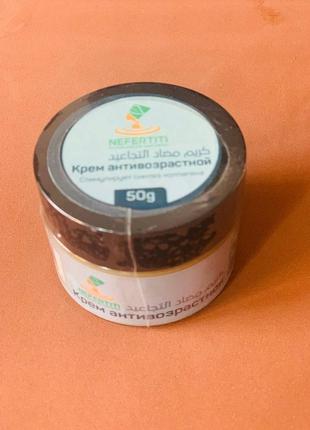 NEFERTITI
كريم مضاد التجاعيد
Крем антивозрастной
Стимулирует синтез коллагена
50g
NEFERTITI
كريم مضاد التجاعيد
Крем антивозрастной